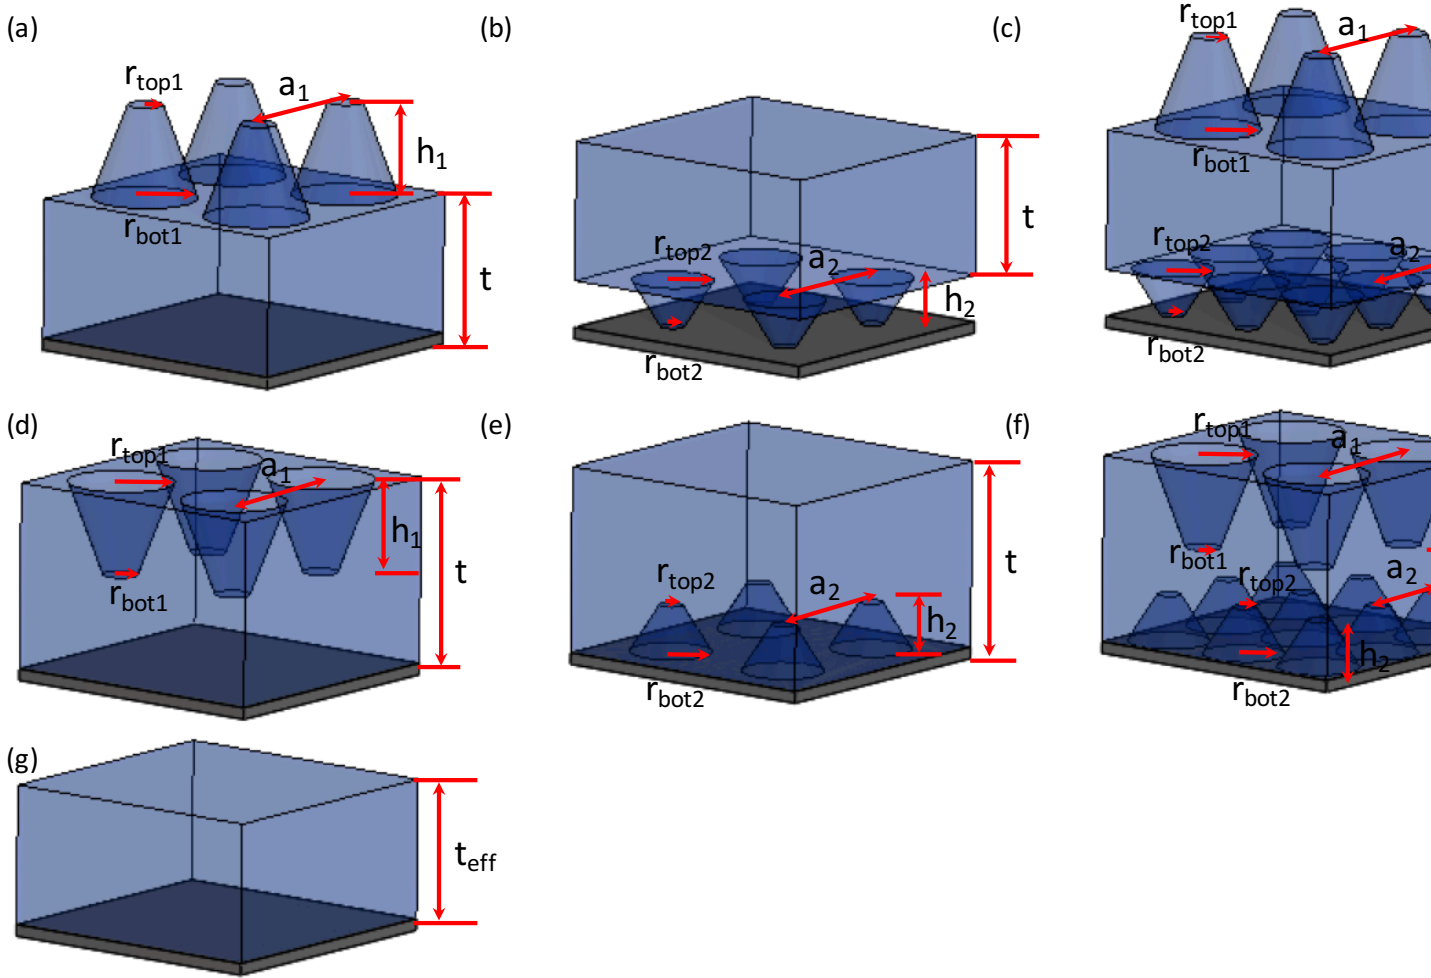 (a)
r_top1
a_1
h_1
r_bot1
t
(b)
r_top2
a_2
t
h_2
r_bot2
(c)
r_top1
a_1
r_bot1
r_top2
a_2
r_bot2
(d)
r_top1
a_1
h_1
t
r_bot1
(e)
r_top2
a_2
t
h_2
r_bot2
(f)
r_top1
a_1
r_bot1
r_top2
a_2
h_2
r_bot2
(g)
t_eff